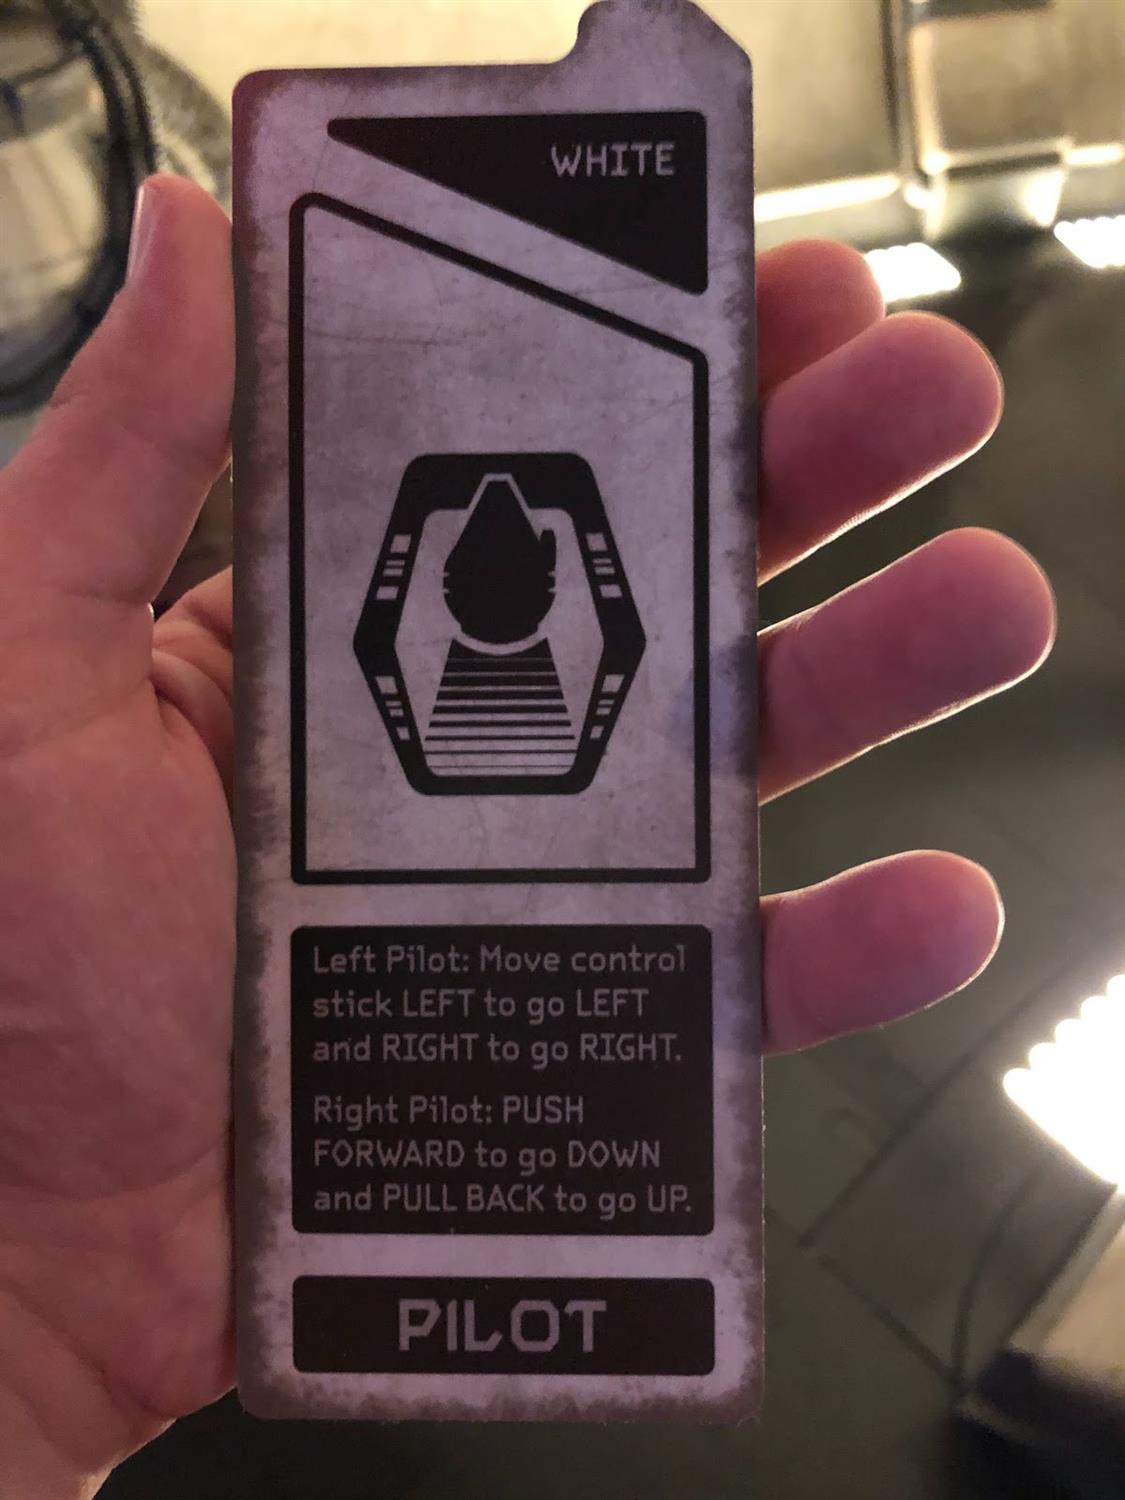 WHITE
Left Pilot: Move control
stick LEFT to go LEFT
and RIGHT to go RIGHT.
Right Pilot: PUSH
FORWARD to go DOWN
and PULL BACK to go UP.
PILOT